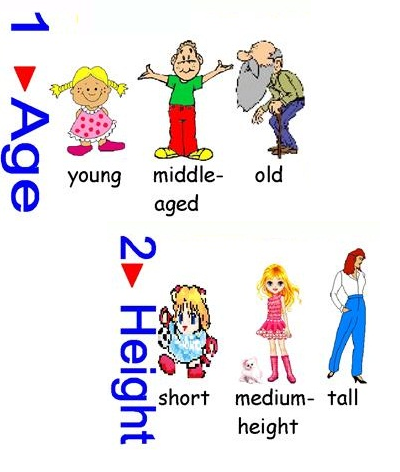 1 ▶ Age
young middle- old
aged
2 ▶ Height
short medium- tall
height